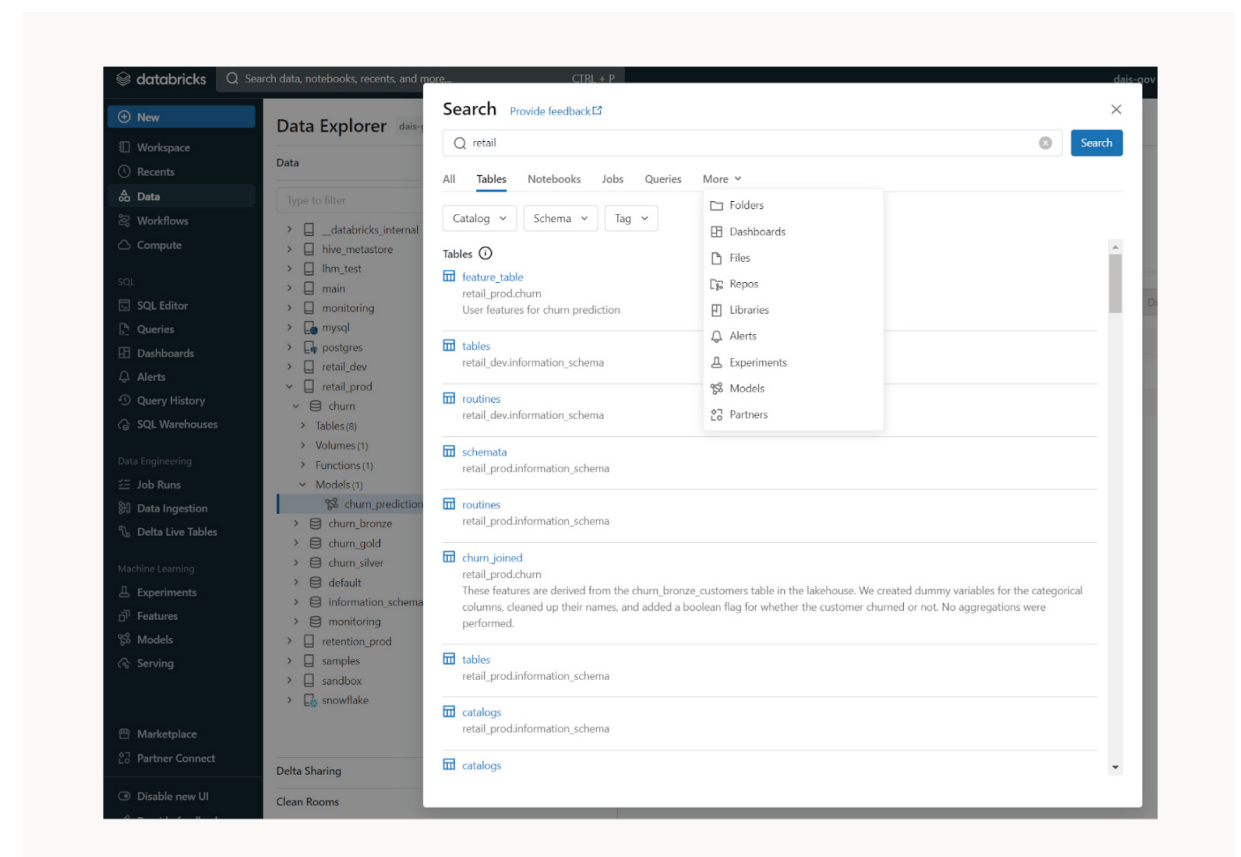 databricks
Search data, notebooks, recents, and more...
CTRL + P
dais-gov
New
Workspace
Recents
Data
Workflows
Compute
SQL
SQL Editor
Queries
Dashboards
Alerts
Query History
SQL Warehouses
Data Engineering
Job Runs
Data Ingestion
Delta Live Tables
Machine Learning
Experiments
Features
Models
Serving
Marketplace
Partner Connect
Disable new UI
Data Explorer
Data
Type to filter
__databricks_internal
hive_metastore
lhm_test
main
monitoring
mysql
postgres
retail_dev
retail_prod
churn
Tables (8)
Volumes (1)
Functions (1)
Models (1)
churn_prediction
churn_bronze
churn_gold
churn_silver
default
information_schema
monitoring
retention_prod
samples
sandbox
snowflake
Delta Sharing
Clean Rooms
Search Provide feedback
retail
Search
All Tables Notebooks Jobs Queries More
Catalog Schema Tag
Folders
Dashboards
Files
Repos
Libraries
Alerts
Experiments
Models
Partners
Tables
feature_table
retail_prod.churn
User features for churn prediction
tables
retail_dev.information_schema
routines
retail_dev.information_schema
schemata
retail_prod.information_schema
routines
retail_prod.information_schema
churn_joined
retail_prod.churn
These features are derived from the churn_bronze_customers table in the lakehouse. We created dummy variables for the categorical
columns, cleaned up their names, and added a boolean flag for whether the customer churned or not. No aggregations were
performed.
tables
retail_prod.information_schema
catalogs
retail_prod.information_schema
catalogs